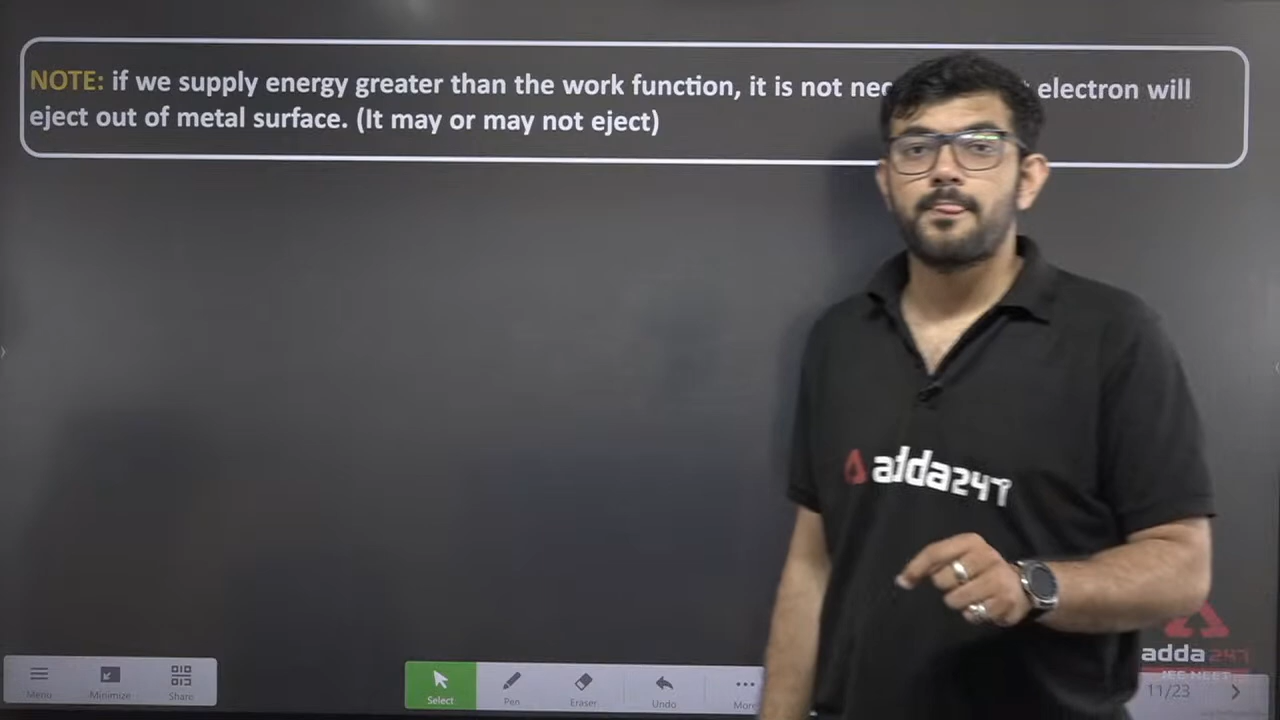 NOTE: if we supply energy greater than the work function, it is not electron will
eject out of metal surface. (It may or may not eject)
adda247
adda247
JEE NEET
Menu
Minimize
Share
Select
Pen
Eraser
Undo
More
11/23